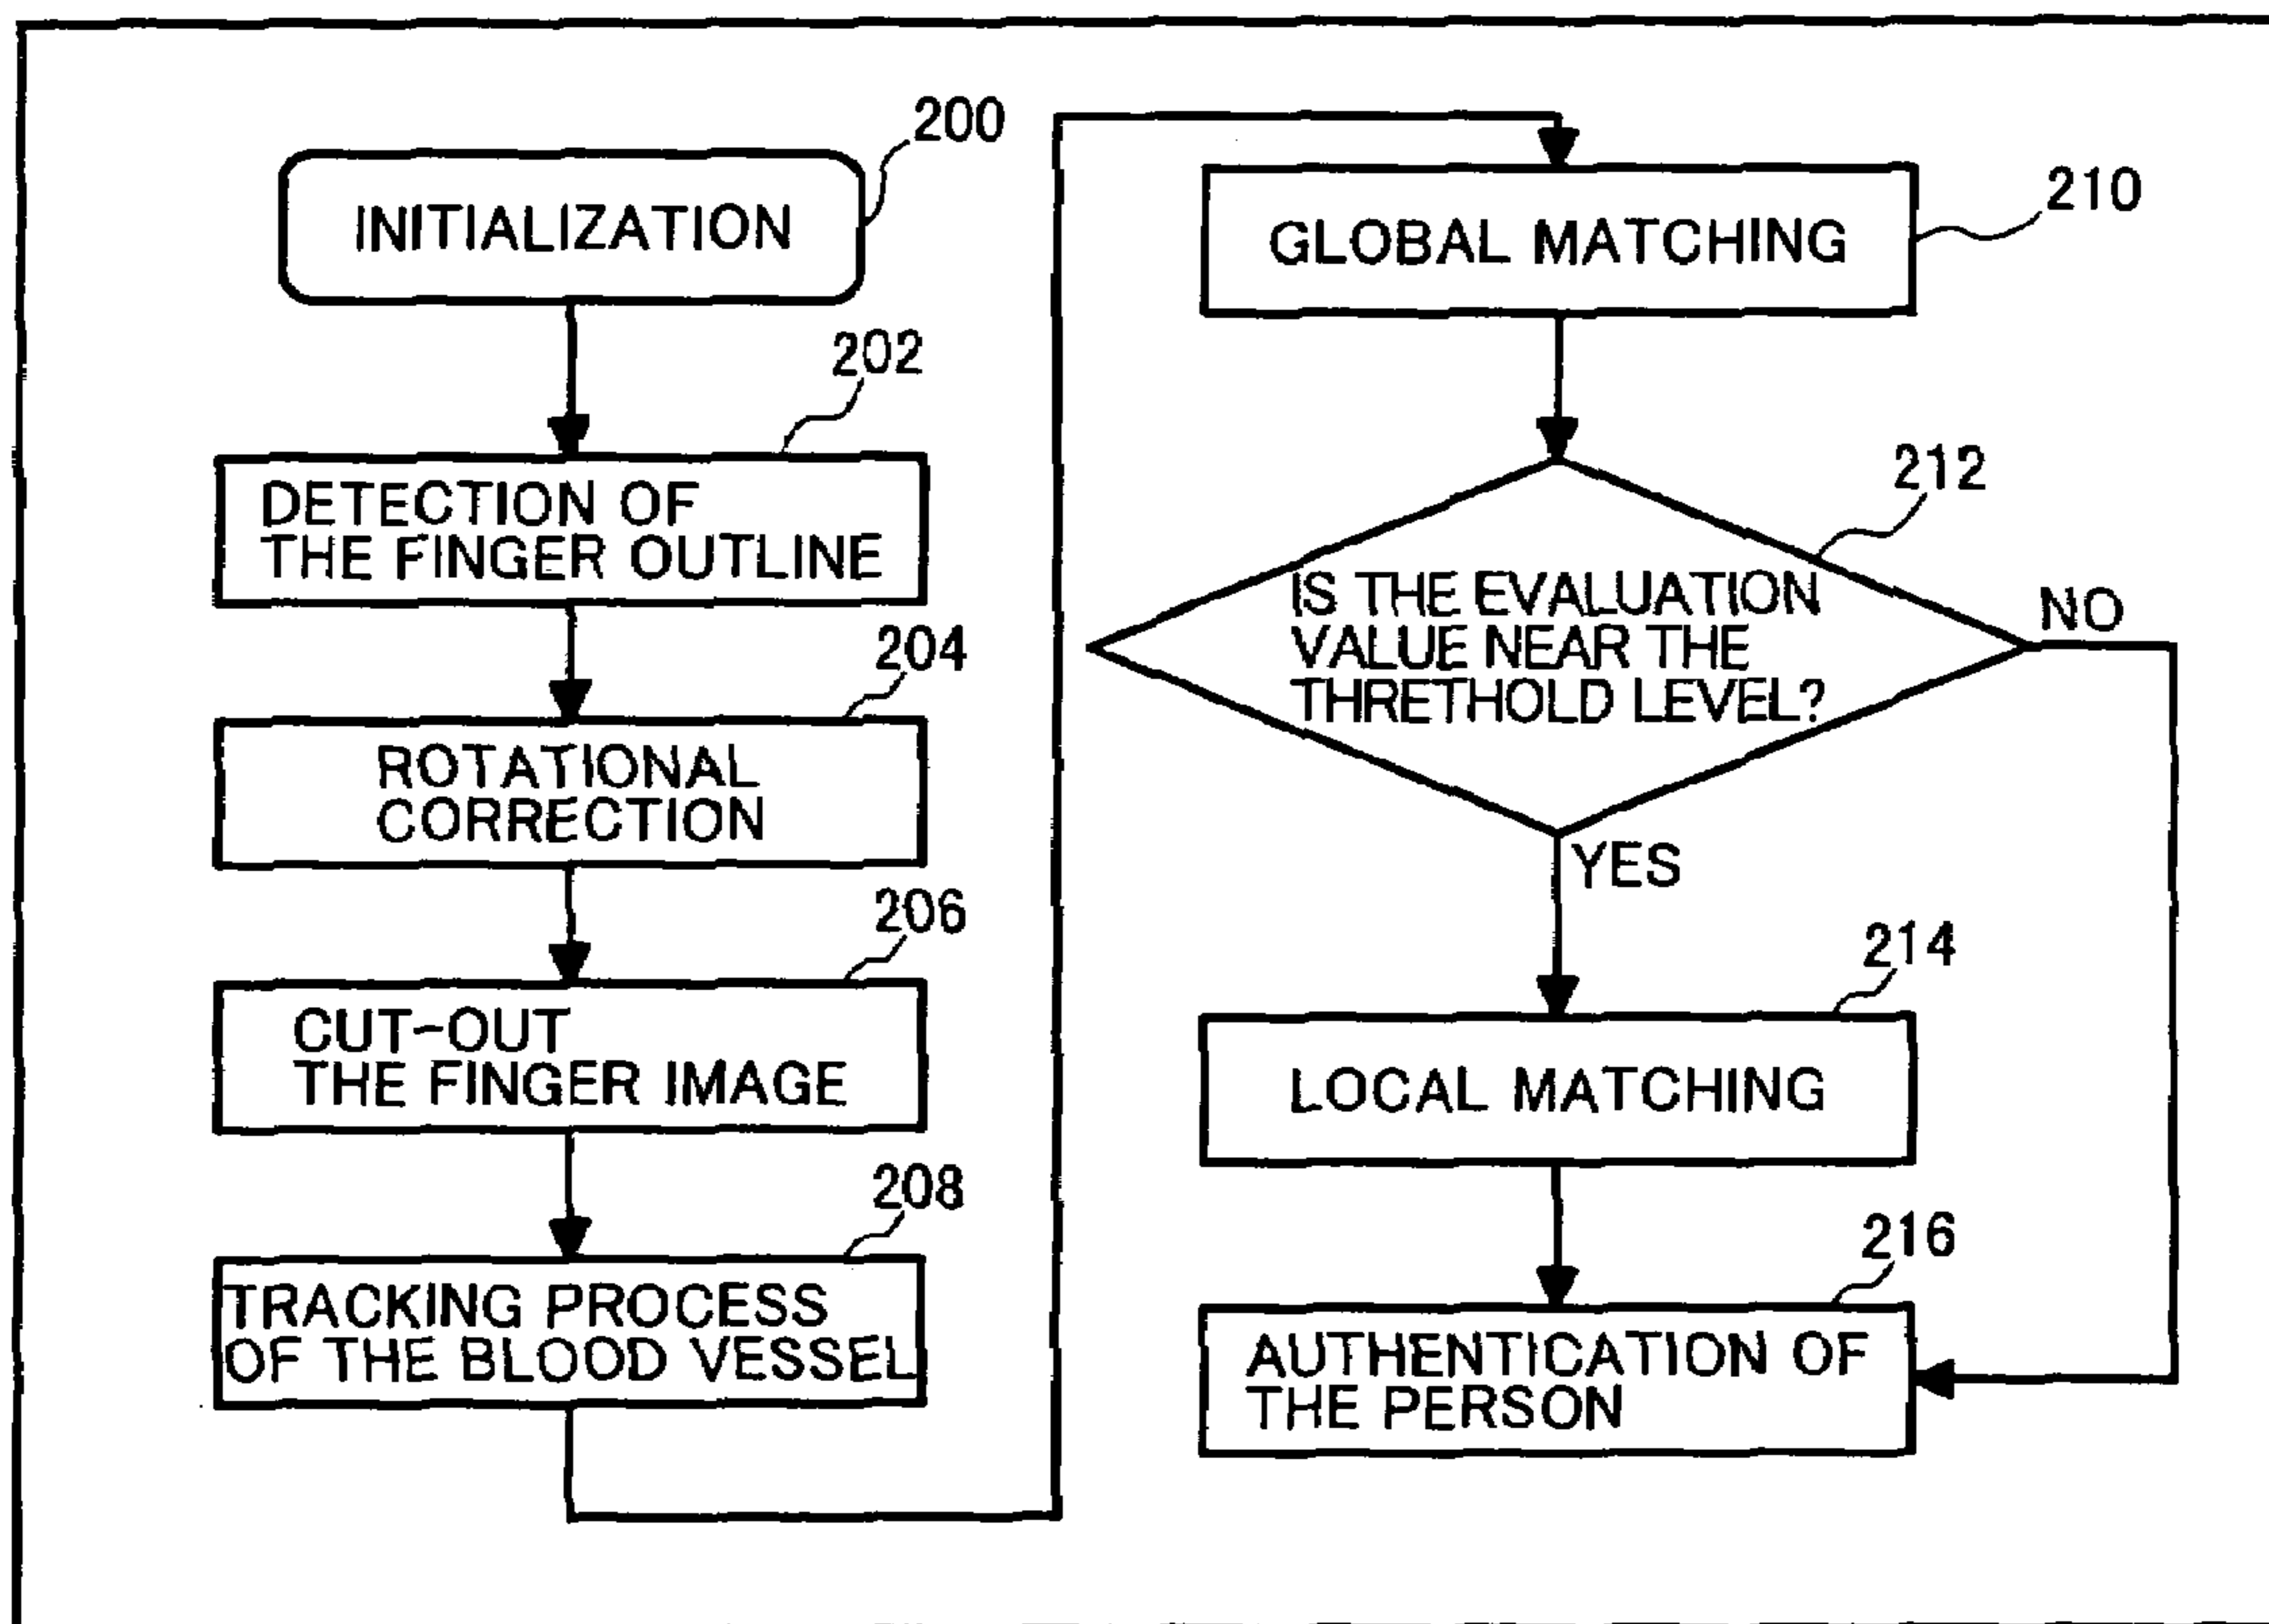 200
INITIALIZATION
202
DETECTION OF
THE FINGER OUTLINE
204
ROTATIONAL
CORRECTION
206
CUT-OUT
THE FINGER IMAGE
208
TRACKING PROCESS
OF THE BLOOD VESSEL
210
GLOBAL MATCHING
212
IS THE EVALUATION
VALUE NEAR THE
THRETHOLD LEVEL?
NO
YES
214
LOCAL MATCHING
216
AUTHENTICATION OF
THE PERSON